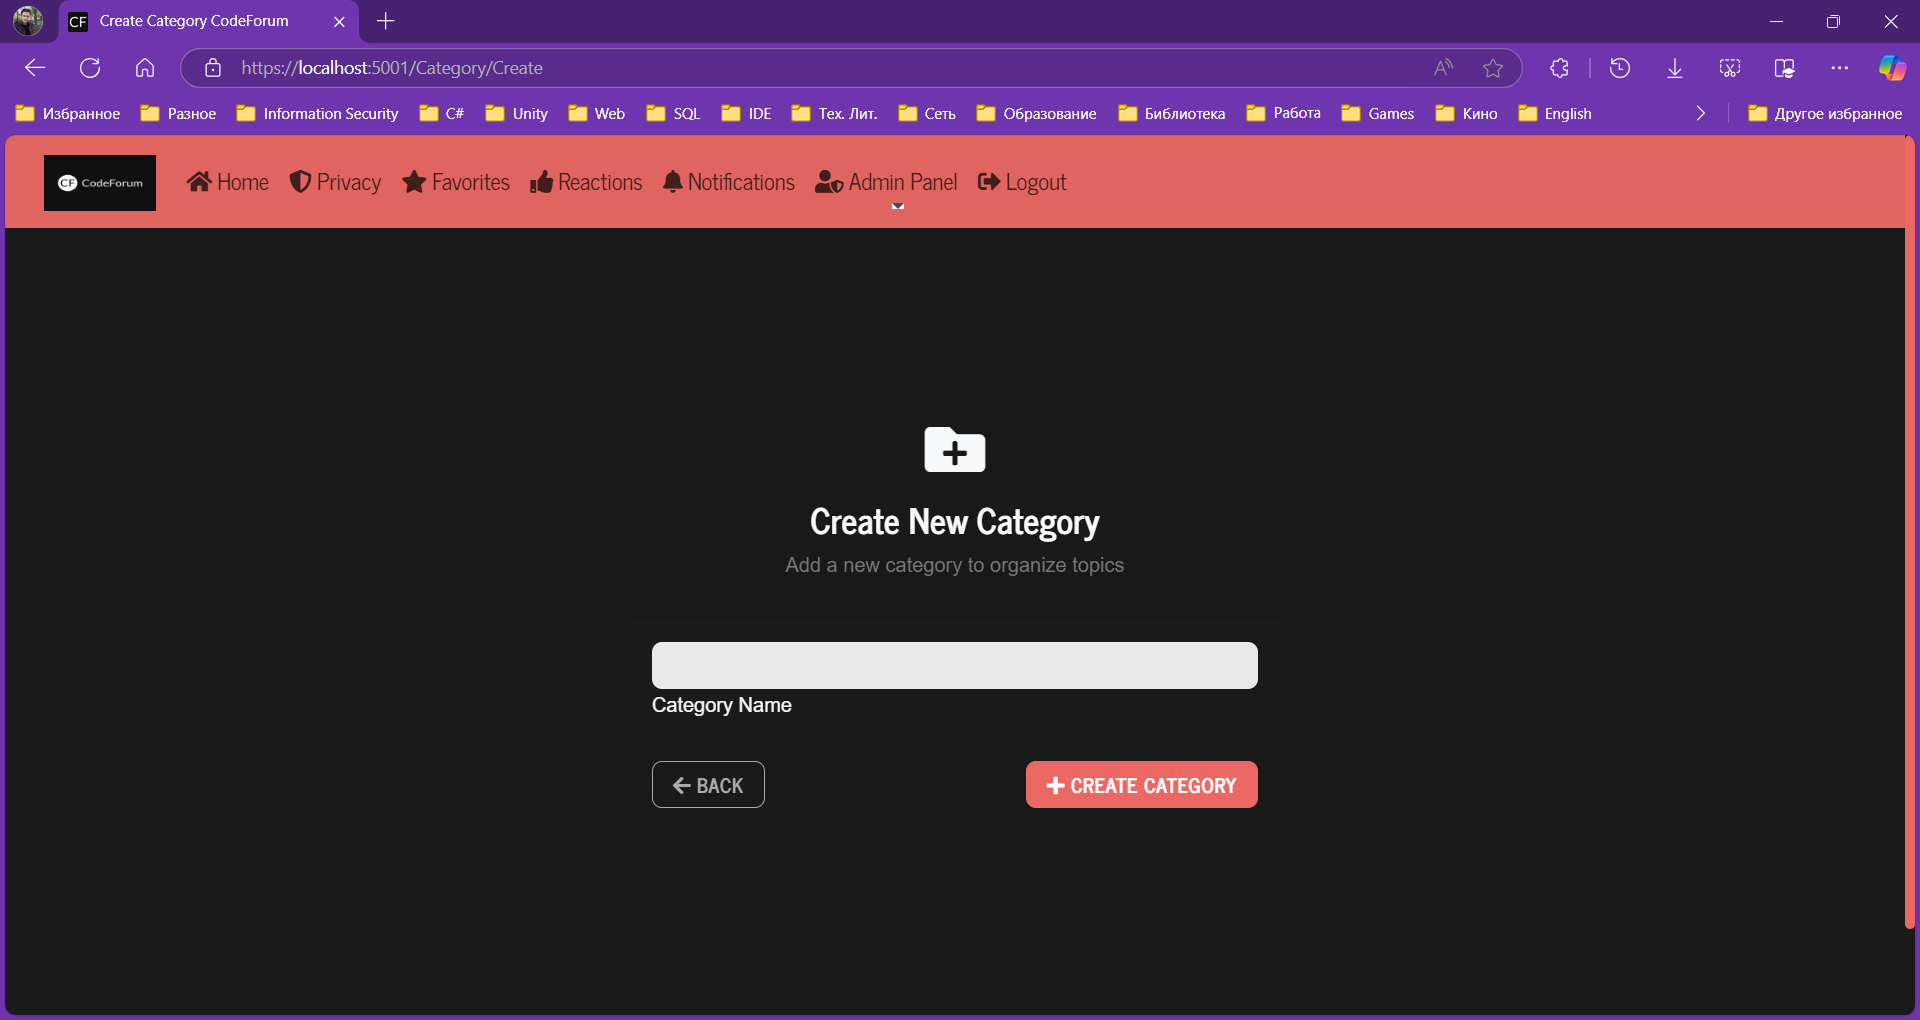 CF Create Category CodeForum
https://localhost:5001/Category/Create
Избранное Разное Information Security C# Unity Web SQL IDE Тех. Лит. Сеть Образование Библиотека Работа Games Кино English Другое избранное
CF CodeForum Home Privacy Favorites Reactions Notifications Admin Panel Logout
Create New Category
Add a new category to organize topics
Category Name
BACK CREATE CATEGORY